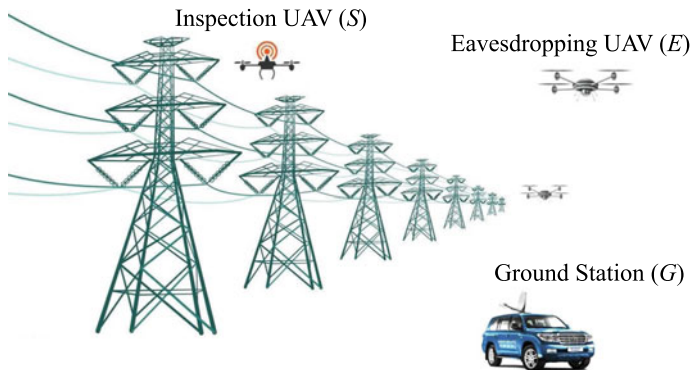 Inspection UAV (S)
Eavesdropping UAV (E)
Ground Station (G)